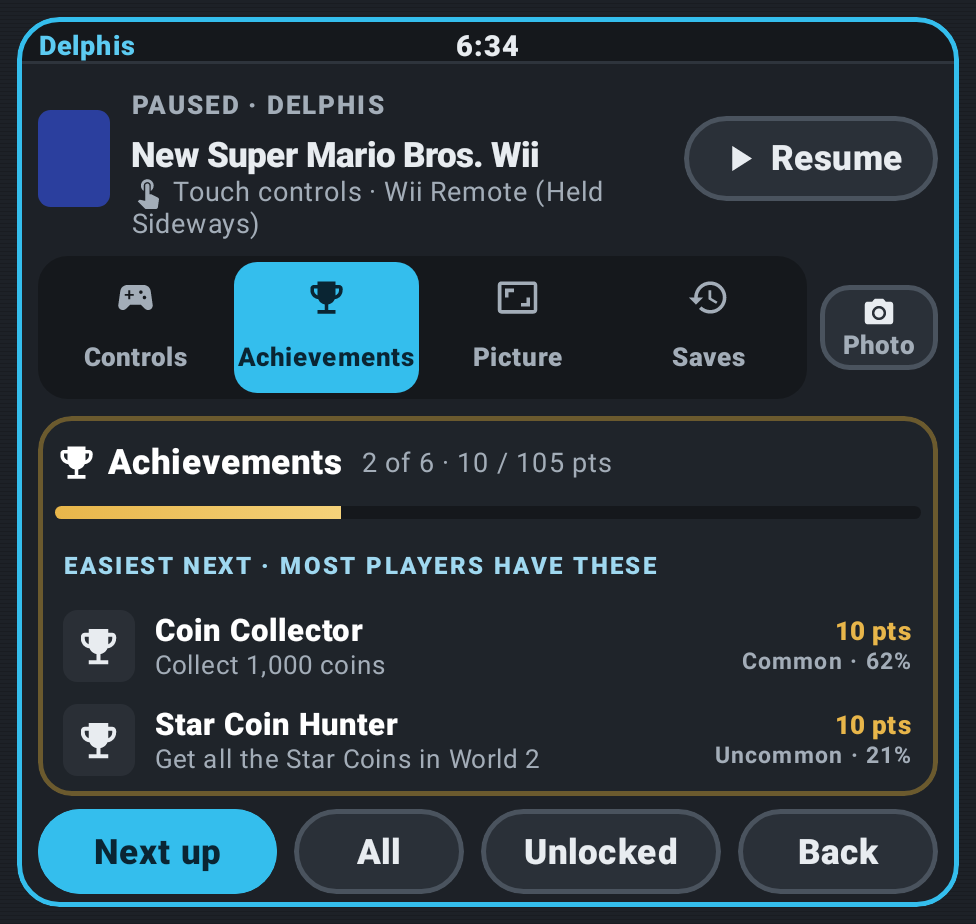 Delphis
6:34
PAUSED · DELPHIS
New Super Mario Bros. Wii
Touch controls · Wii Remote (Held
Sideways)
Resume
Controls
Achievements
Picture
Saves
Photo
Achievements 2 of 6 · 10 / 105 pts
EASIEST NEXT · MOST PLAYERS HAVE THESE
Coin Collector
Collect 1,000 coins
10 pts
Common · 62%
Star Coin Hunter
Get all the Star Coins in World 2
10 pts
Uncommon · 21%
Next up
All
Unlocked
Back